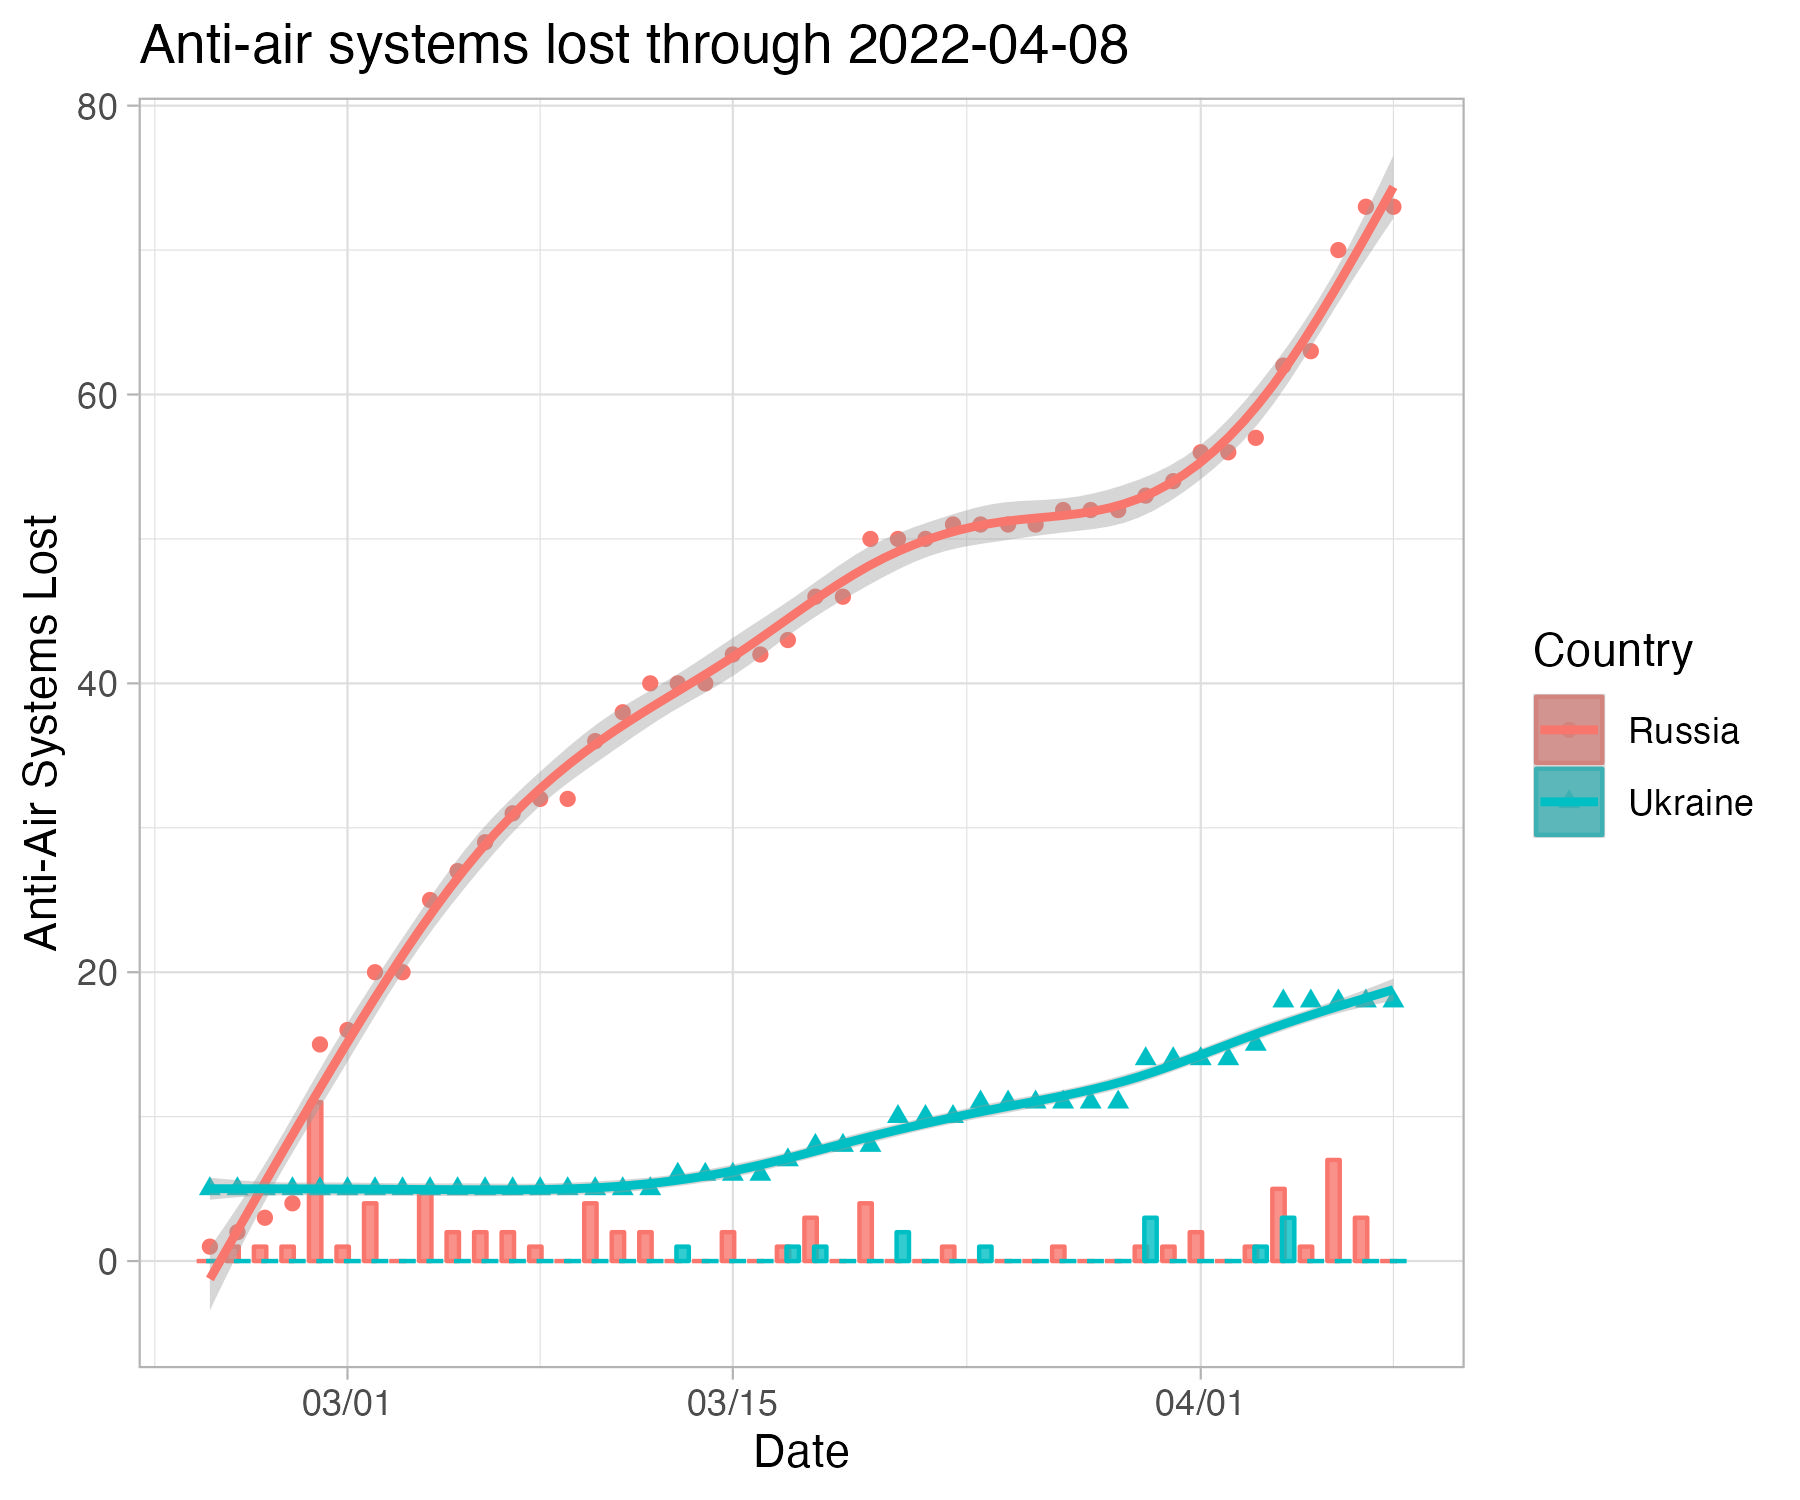 Anti-air systems lost through 2022-04-08
Anti-Air Systems Lost
80
60
40
20
0
03/01
03/15
04/01
Date
Country
Russia
Ukraine